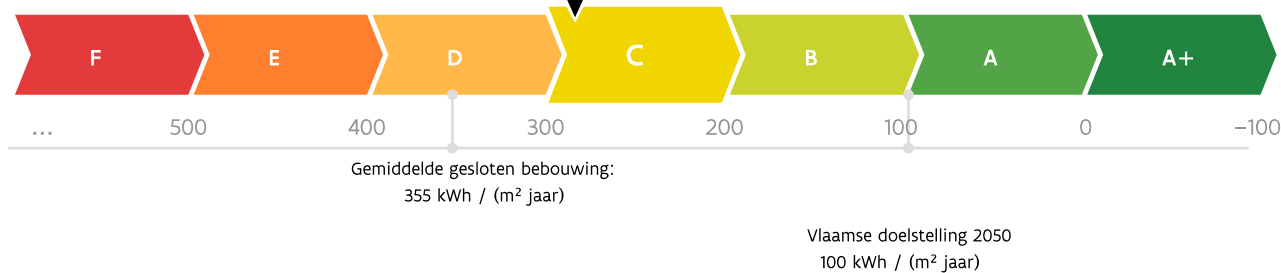 F E D C B A A+
... 500 400 300 200 100 0 −100
Gemiddelde gesloten bebouwing:
355 kWh / (m² jaar)
Vlaamse doelstelling 2050
100 kWh / (m² jaar)